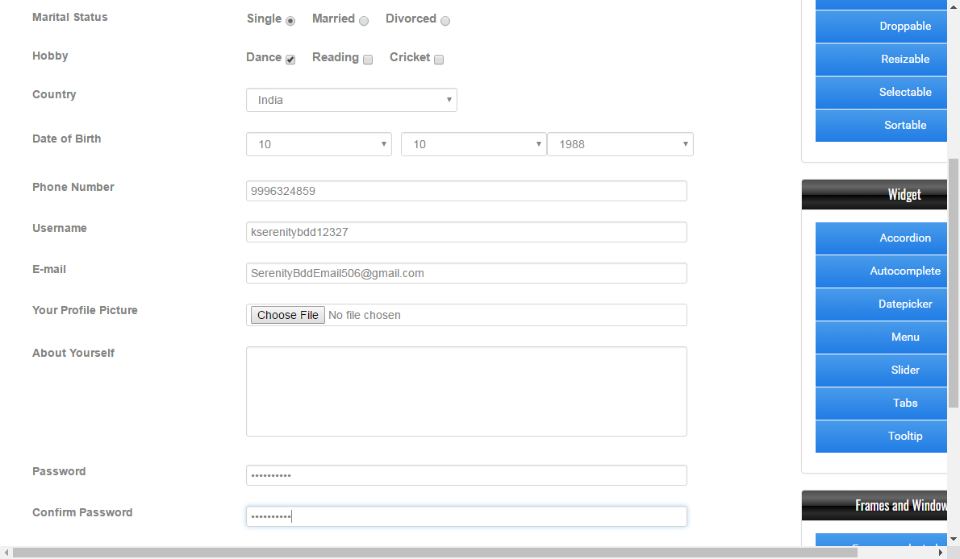 Marital Status Single Married Divorced
Hobby Dance Reading Cricket
Country India
Date of Birth 10 10 1988
Phone Number 9996324859
Username kserenitybdd12327
E-mail SerenityBddEmail506@gmail.com
Your Profile Picture Choose File No file chosen
About Yourself
Password ••••••••••
Confirm Password ••••••••••
Droppable
Resizable
Selectable
Sortable
Widget
Accordion
Autocomplete
Datepicker
Menu
Slider
Tabs
Tooltip
Frames and Window